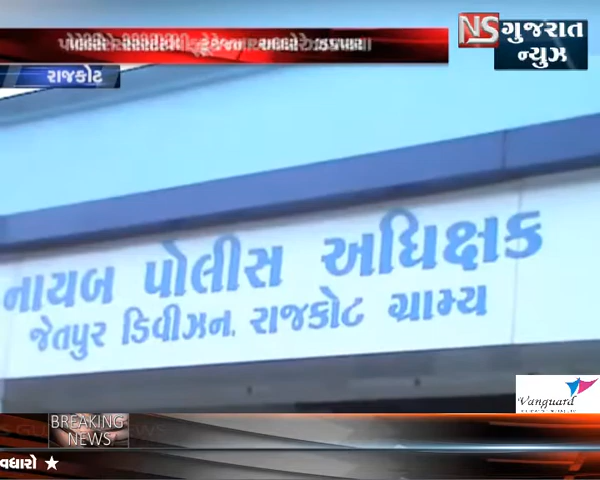 NS ગુજરાત
ન્યુઝ
રાજકોટ
નાયબ પોલીસ અધિક્ષક
જેતપુર ડિવીઝન. રાજકોટ ગ્રામ્ય
Vanguard
BREAKING
NEWS
વધારો ★